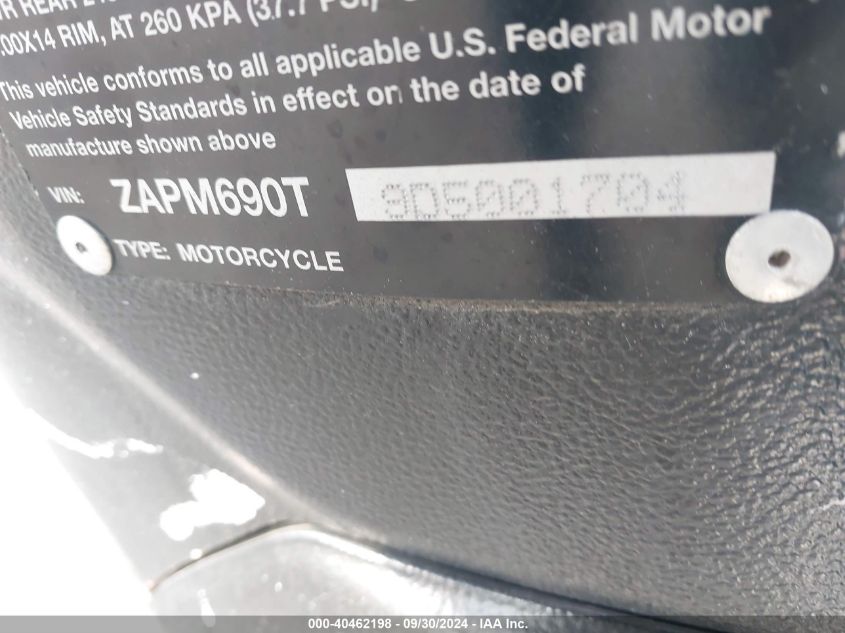 REAR
.00X14 RIM, AT 260 KPA (37.7 PSI)
This vehicle conforms to all applicable U.S. Federal Motor
Vehicle Safety Standards in effect on the date of
manufacture shown above
VIN: ZAPM690T 9D5001704
TYPE: MOTORCYCLE
000-40462198 - 09/30/2024 - IAA Inc.